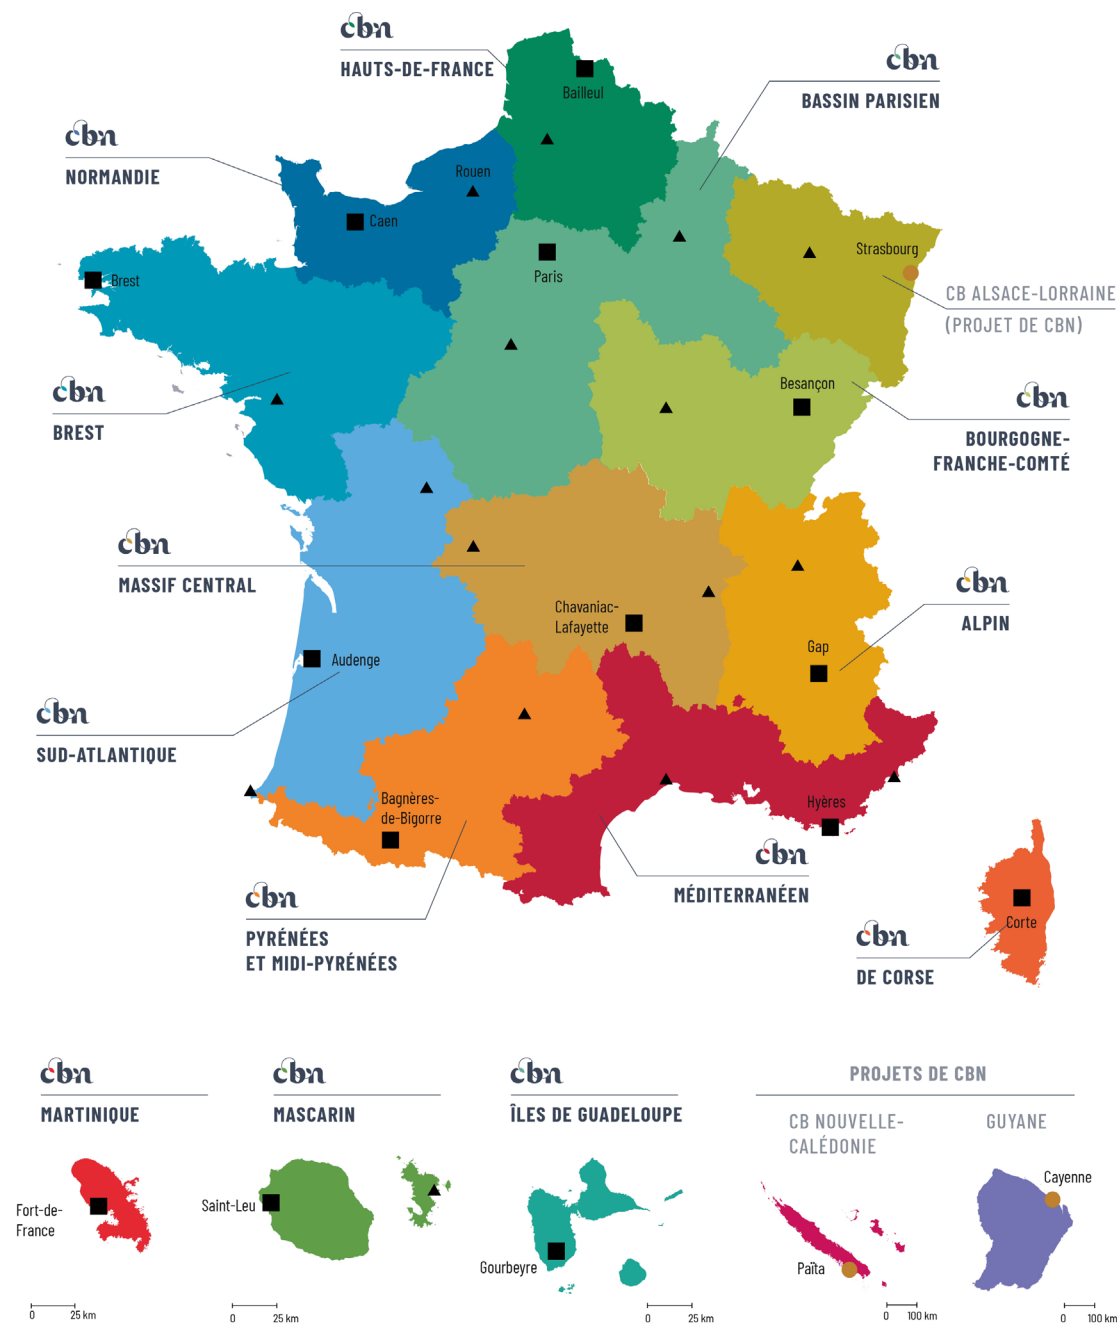 cbn
HAUTS-DE-FRANCE
Bailleul
cbn
BASSIN PARISIEN
cbn
NORMANDIE
Rouen
Caen
Strasbourg
Brest
Paris
CB ALSACE-LORRAINE
(PROJET DE CBN)
cbn
BREST
Besançon
cbn
BOURGOGNE-
FRANCHE-COMTÉ
cbn
MASSIF CENTRAL
Chavaniac-
Lafayette
cbn
ALPIN
Gap
Audenge
cbn
SUD-ATLANTIQUE
Bagnères-
de-Bigorre
Hyères
cbn
MÉDITERRANÉEN
cbn
PYRÉNÉES
ET MIDI-PYRÉNÉES
Corte
cbn
DE CORSE
cbn
MARTINIQUE
cbn
MASCARIN
cbn
ÎLES DE GUADELOUPE
PROJETS DE CBN
CB NOUVELLE-
CALÉDONIE
GUYANE
Fort-de-
France
Saint-Leu
Gourbeyre
Païta
Cayenne
0 25 km
0 25 km
0 25 km
0 100 km
0 100 km